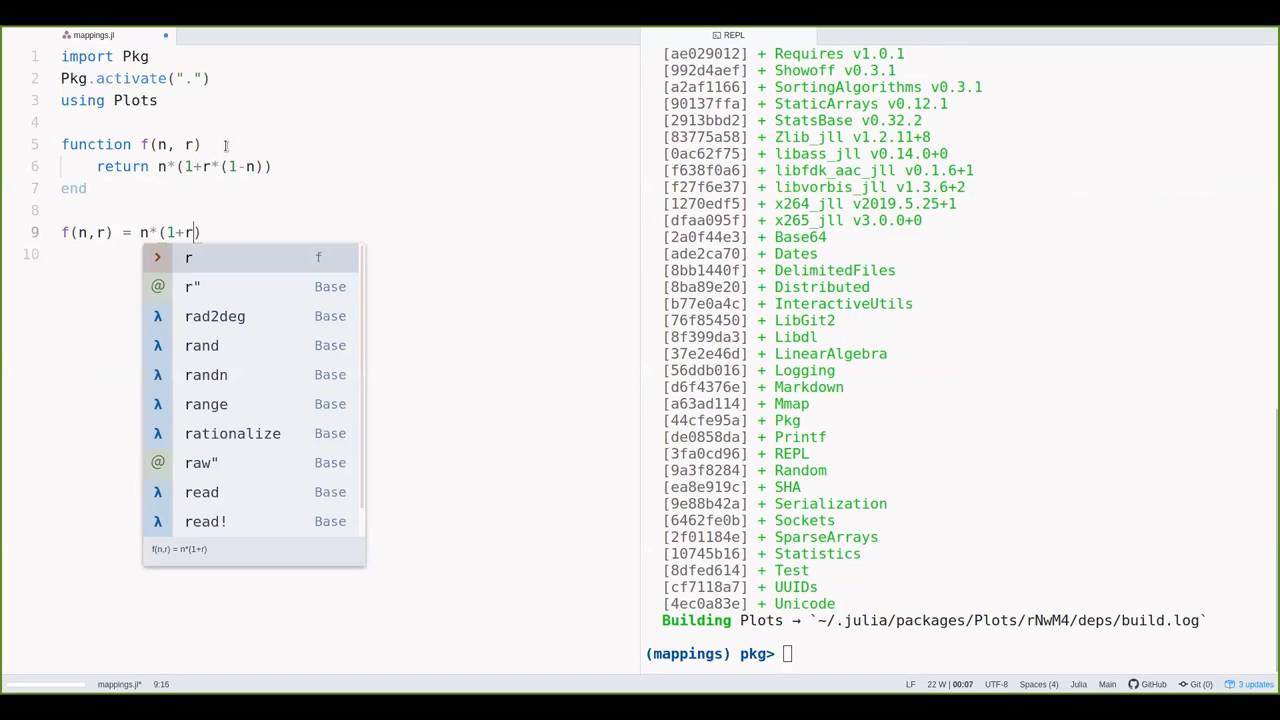 mappings.jl
1 import Pkg
2 Pkg.activate(".")
3 using Plots
4
5 function f(n, r)
6 return n*(1+r*(1-n))
7 end
8
9 f(n,r) = n*(1+r)
10
r f
r" Base
rad2deg Base
rand Base
randn Base
range Base
rationalize Base
raw" Base
read Base
read! Base
f(n,r) = n*(1+r)
REPL
[ae029012] + Requires v1.0.1
[992d4aef] + Showoff v0.3.1
[a2af1166] + SortingAlgorithms v0.3.1
[90137ffa] + StaticArrays v0.12.1
[2913bbd2] + StatsBase v0.32.2
[83775a58] + Zlib_jll v1.2.11+8
[0ac62f75] + libass_jll v0.14.0+0
[f638f0a6] + libfdk_aac_jll v0.1.6+1
[f27f6e37] + libvorbis_jll v1.3.6+2
[1270edf5] + x264_jll v2019.5.25+1
[dfaa095f] + x265_jll v3.0.0+0
[2a0f44e3] + Base64
[ade2ca70] + Dates
[8bb1440f] + DelimitedFiles
[8ba89e20] + Distributed
[b77e0a4c] + InteractiveUtils
[76f85450] + LibGit2
[8f399da3] + Libdl
[37e2e46d] + LinearAlgebra
[56ddb016] + Logging
[d6f4376e] + Markdown
[a63ad114] + Mmap
[44cfe95a] + Pkg
[de0858da] + Printf
[3fa0cd96] + REPL
[9a3f8284] + Random
[ea8e919c] + SHA
[9e88b42a] + Serialization
[6462fe0b] + Sockets
[2f01184e] + SparseArrays
[10745b16] + Statistics
[8dfed614] + Test
[cf7118a7] + UUIDs
[4ec0a83e] + Unicode
Building Plots → `~/.julia/packages/Plots/rNwM4/deps/build.log`
(mappings) pkg>
mappings.jl* 9:16 LF 22 W | 00:07 UTF-8 Spaces (4) Julia Main GitHub Git (0) 3 updates